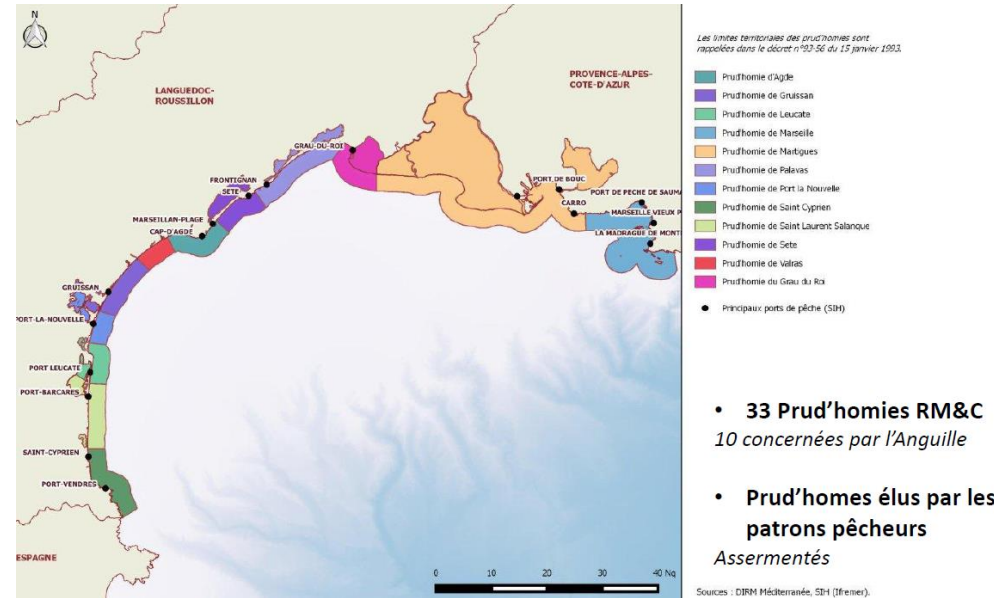 N
LANGUEDOC-
ROUSSILLON
PROVENCE-ALPES-
COTE-D'AZUR
GRAU-DU-ROI
FRONTIGNAN
SETE
MARSEILLAN-PLAGE
CAP-D'AGDE
GRUISSAN
PORT-LA-NOUVELLE
PORT LEUCATE
PORT-BARCARES
SAINT-CYPRIEN
PORT-VENDRES
ESPAGNE
PORT DE BOUC
CARRO
PORT DE PECHE DE SAUMA
MARSEILLE VIEUX P
LA MADRAGUE DE MONT
0 10 20 30 40 Nq
Les limites territoriales des prud'homies sont
rappelées dans le décret n°93-56 du 15 janvier 1993.
Prud'homie d'Agde
Prud'homie de Gruissan
Prud'homie de Leucate
Prud'homie de Marseille
Prud'homie de Martigues
Prud'homie de Palavas
Prud'homie de Port la Nouvelle
Prud'homie de Saint Cyprien
Prud'homie de Saint Laurent Salanque
Prud'homie de Sete
Prud'homie de Valras
Prud'homie du Grau du Roi
Principaux ports de pêche (SIH)
• 33 Prud'homies RM&C
10 concernées par l'Anguille
• Prud'homes élus par les
patrons pêcheurs
Assermentés
Sources : DIRM Méditerranée, SIH (Ifremer).